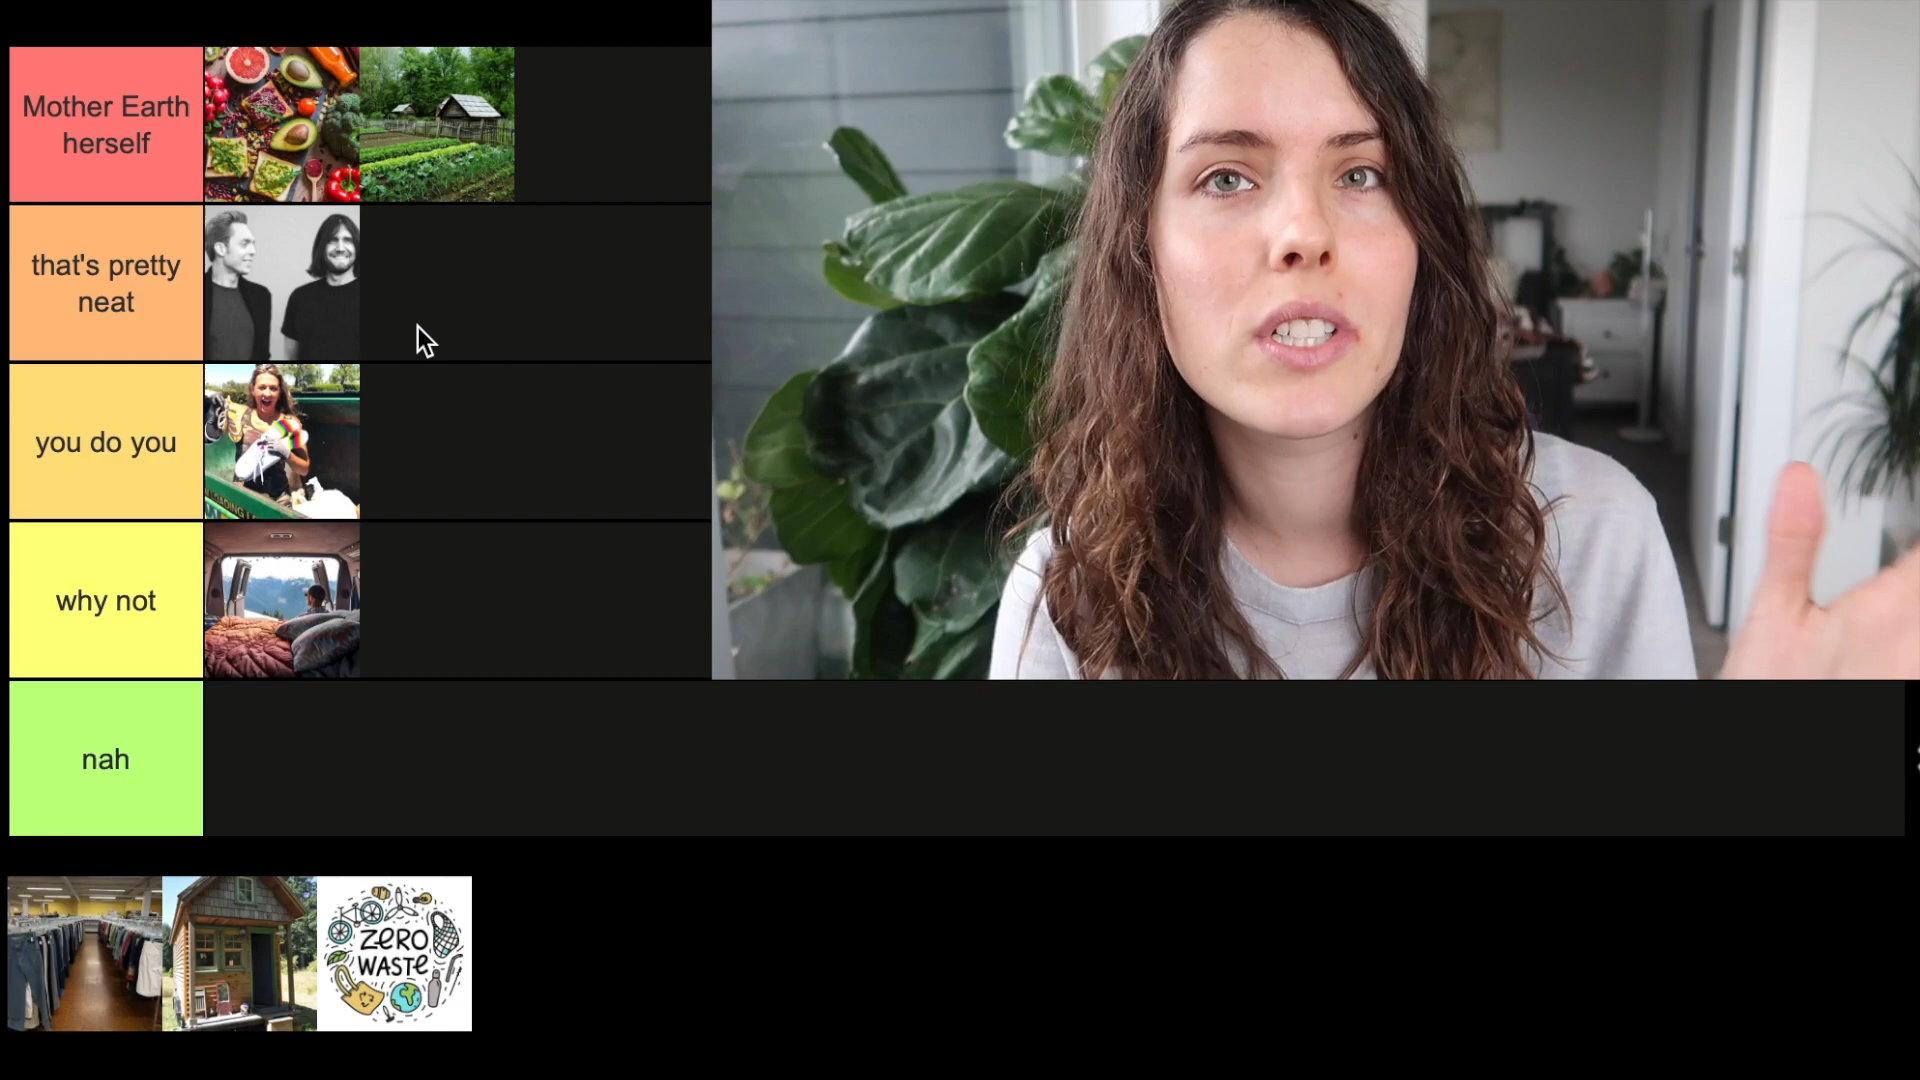 Mother Earth
herself
that's pretty
neat
you do you
why not
nah
ZERO
WASTE